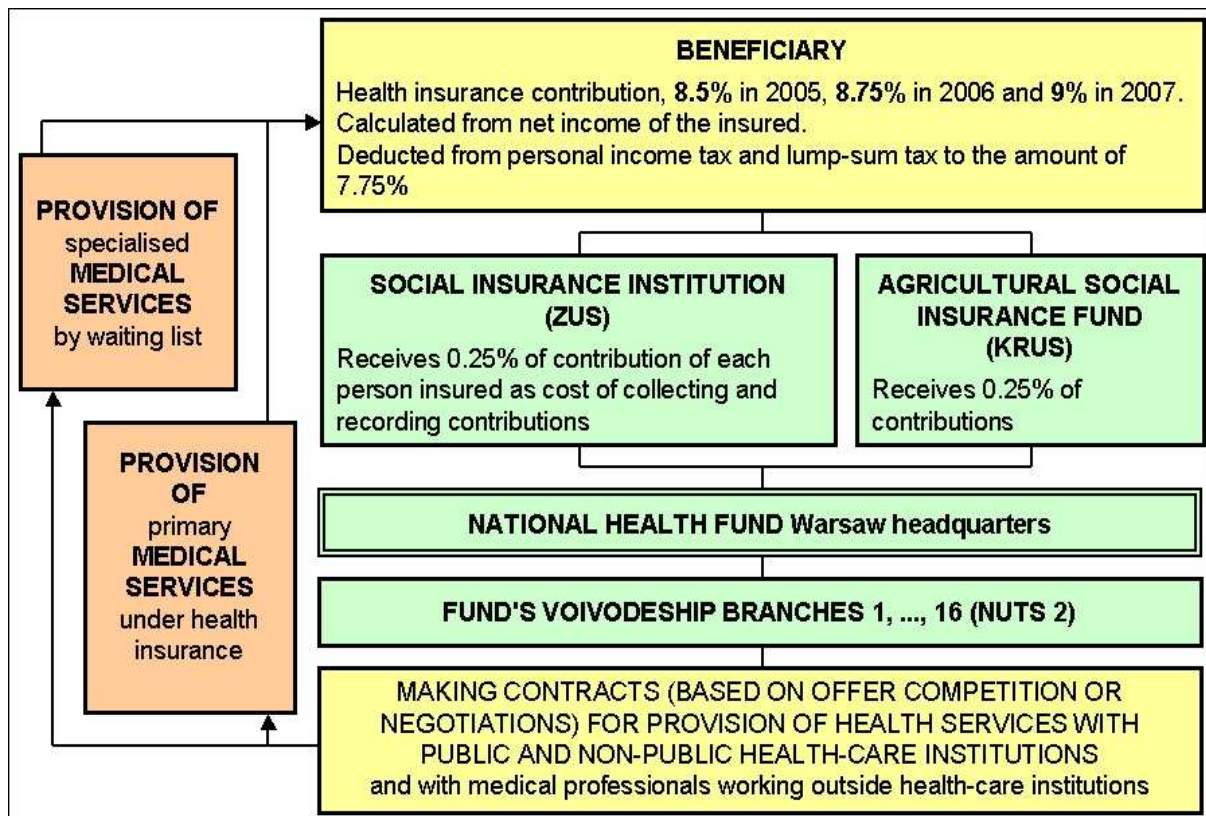 BENEFICIARY
Health insurance contribution, 8.5% in 2005, 8.75% in 2006 and 9% in 2007.
Calculated from net income of the insured.
Deducted from personal income tax and lump-sum tax to the amount of
7.75%
PROVISION OF
specialised
MEDICAL
SERVICES
by waiting list
SOCIAL INSURANCE INSTITUTION
(ZUS)
Receives 0.25% of contribution of each
person insured as cost of collecting and
recording contributions
AGRICULTURAL SOCIAL
INSURANCE FUND
(KRUS)
Receives 0.25% of
contributions
PROVISION
OF
primary
MEDICAL
SERVICES
under health
insurance
NATIONAL HEALTH FUND Warsaw headquarters
FUND'S VOIVODESHIP BRANCHES 1, ..., 16 (NUTS 2)
MAKING CONTRACTS (BASED ON OFFER COMPETITION OR
NEGOTIATIONS) FOR PROVISION OF HEALTH SERVICES WITH
PUBLIC AND NON-PUBLIC HEALTH-CARE INSTITUTIONS
and with medical professionals working outside health-care institutions